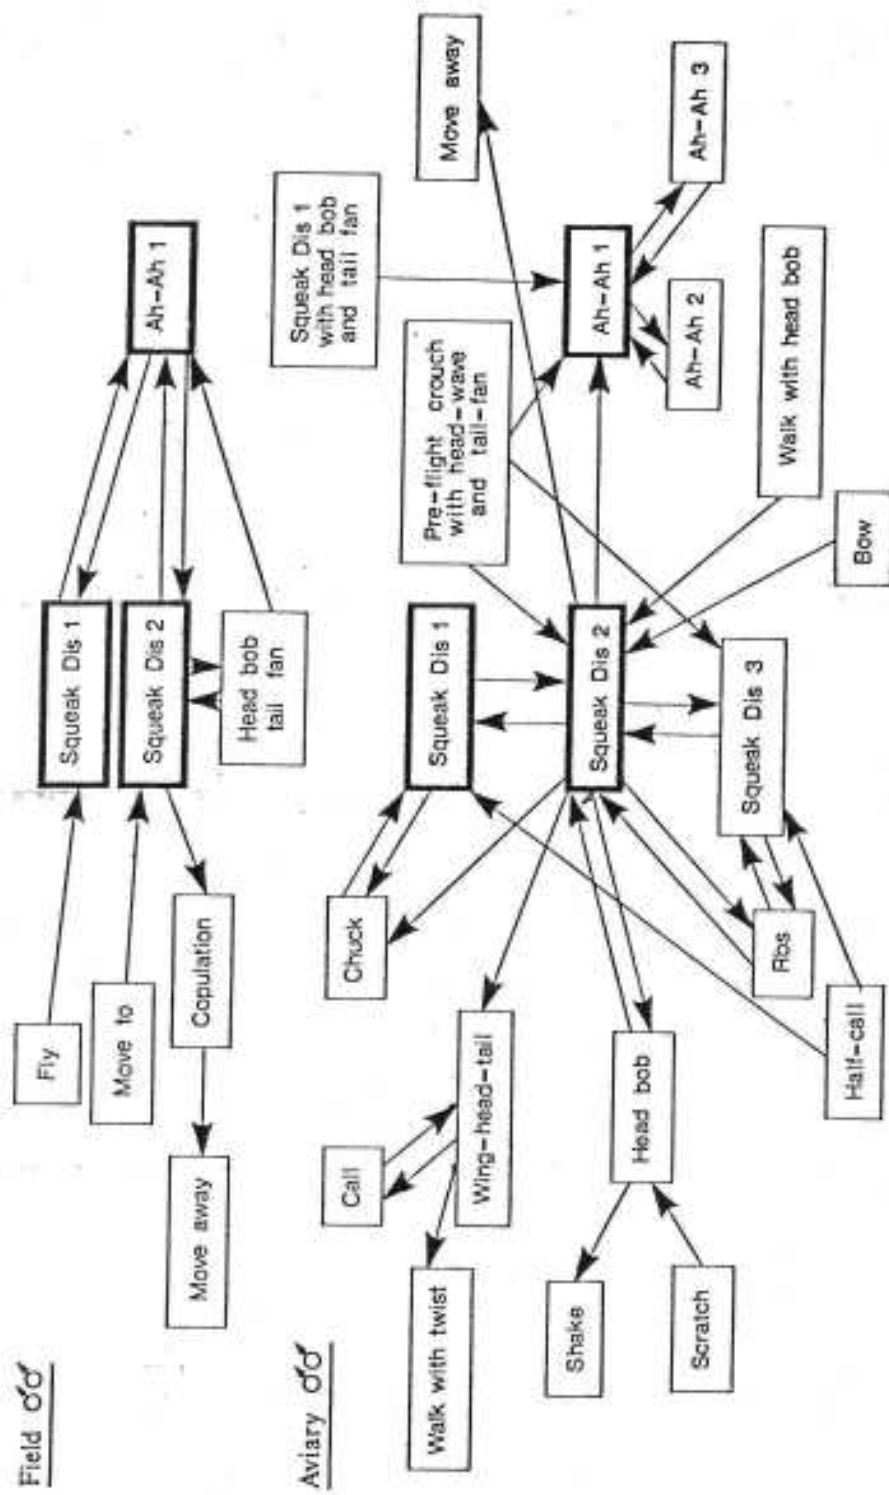 Field ♂♂
Fly
Move to
Move away
Copulation
Squeak Dis 1
Squeak Dis 2
Head bob
tail fan
Ah-Ah 1
Aviary ♂♂
Call
Walk with twist
Wing-head-tail
Shake
Scratch
Head bob
Chuck
Rbs
Half-call
Squeak Dis 1
Squeak Dis 2
Squeak Dis 3
Pre-flight crouch
with head-wave
and tail-fan
Squeak Dis 1
with head bob
and tail fan
Move away
Ah-Ah 1
Ah-Ah 2
Ah-Ah 3
Walk with head bob
Bow